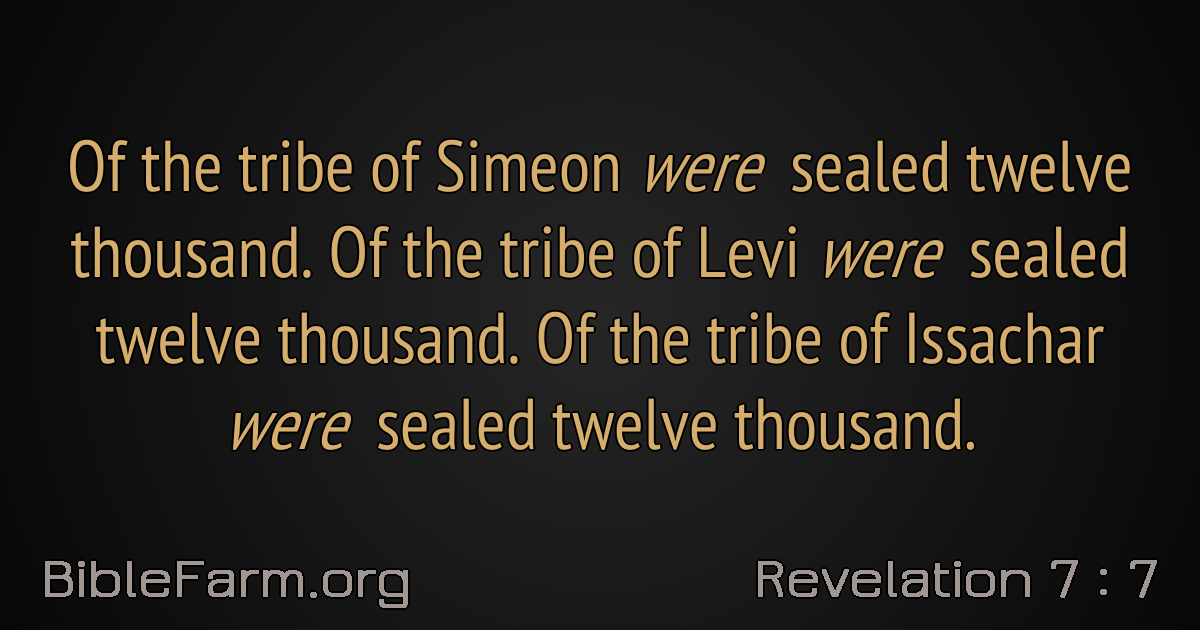 Of the tribe of Simeon were sealed twelve
thousand. Of the tribe of Levi were sealed
twelve thousand. Of the tribe of Issachar
were sealed twelve thousand.
BibleFarm.org
Revelation 7 : 7